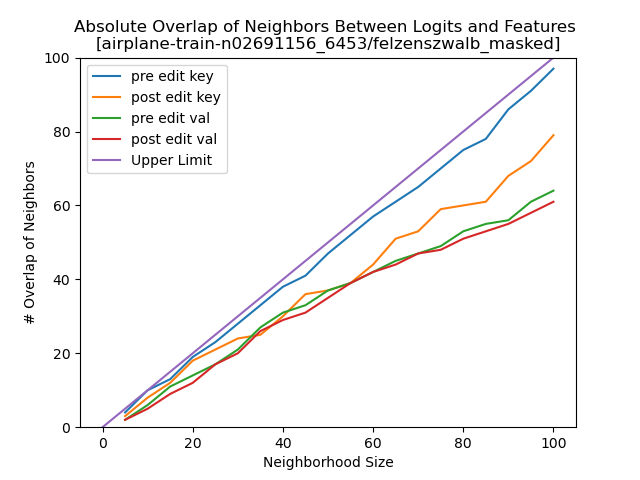 Absolute Overlap of Neighbors Between Logits and Features
[airplane-train-n02691156_6453/felzenszwalb_masked]
pre edit key
post edit key
pre edit val
post edit val
Upper Limit
# Overlap of Neighbors
100
80
60
40
20
0
0 20 40 60 80 100
Neighborhood Size